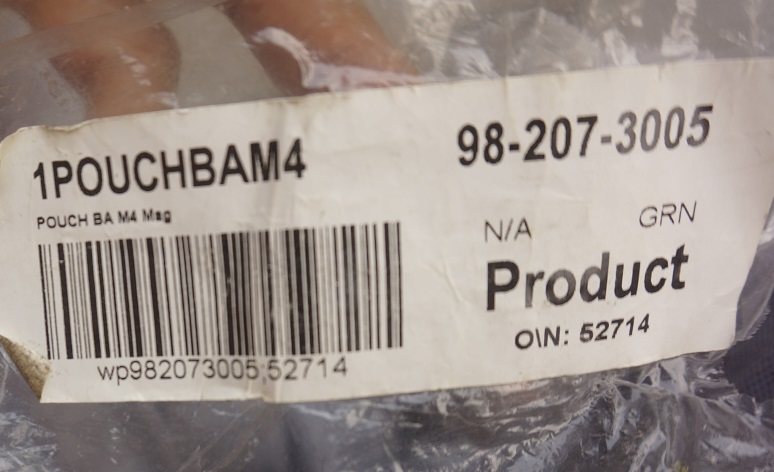 1POUCHBAM4
98-207-3005
POUCH BA M4 Mag
N/A
GRN
Product
O\N: 52714
wp982073005;52714